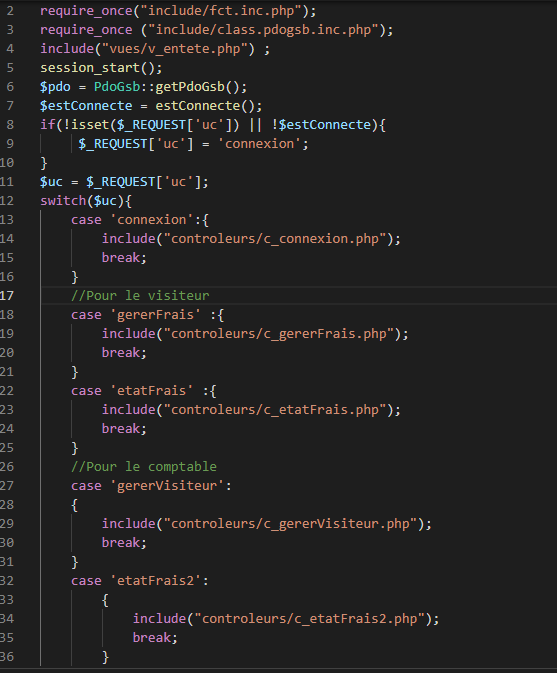 2 require_once("include/fct.inc.php");
3 require_once ("include/class.pdogsb.inc.php");
4 include("vues/v_entete.php") ;
5 session_start();
6 $pdo = PdoGsb::getPdoGsb();
7 $estConnecte = estConnecte();
8 if(!isset($_REQUEST['uc']) || !$estConnecte){
9      $_REQUEST['uc'] = 'connexion';
10 }
11 $uc = $_REQUEST['uc'];
12 switch($uc){
13     case 'connexion':{
14         include("controleurs/c_connexion.php");
15         break;
16     }
17     //Pour le visiteur
18     case 'gererFrais' :{
19         include("controleurs/c_gererFrais.php");
20         break;
21     }
22     case 'etatFrais' :{
23         include("controleurs/c_etatFrais.php");
24         break;
25     }
26     //Pour le comptable
27     case 'gererVisiteur':
28     {
29         include("controleurs/c_gererVisiteur.php");
30         break;
31     }
32     case 'etatFrais2':
33         {
34             include("controleurs/c_etatFrais2.php");
35             break;
36         }